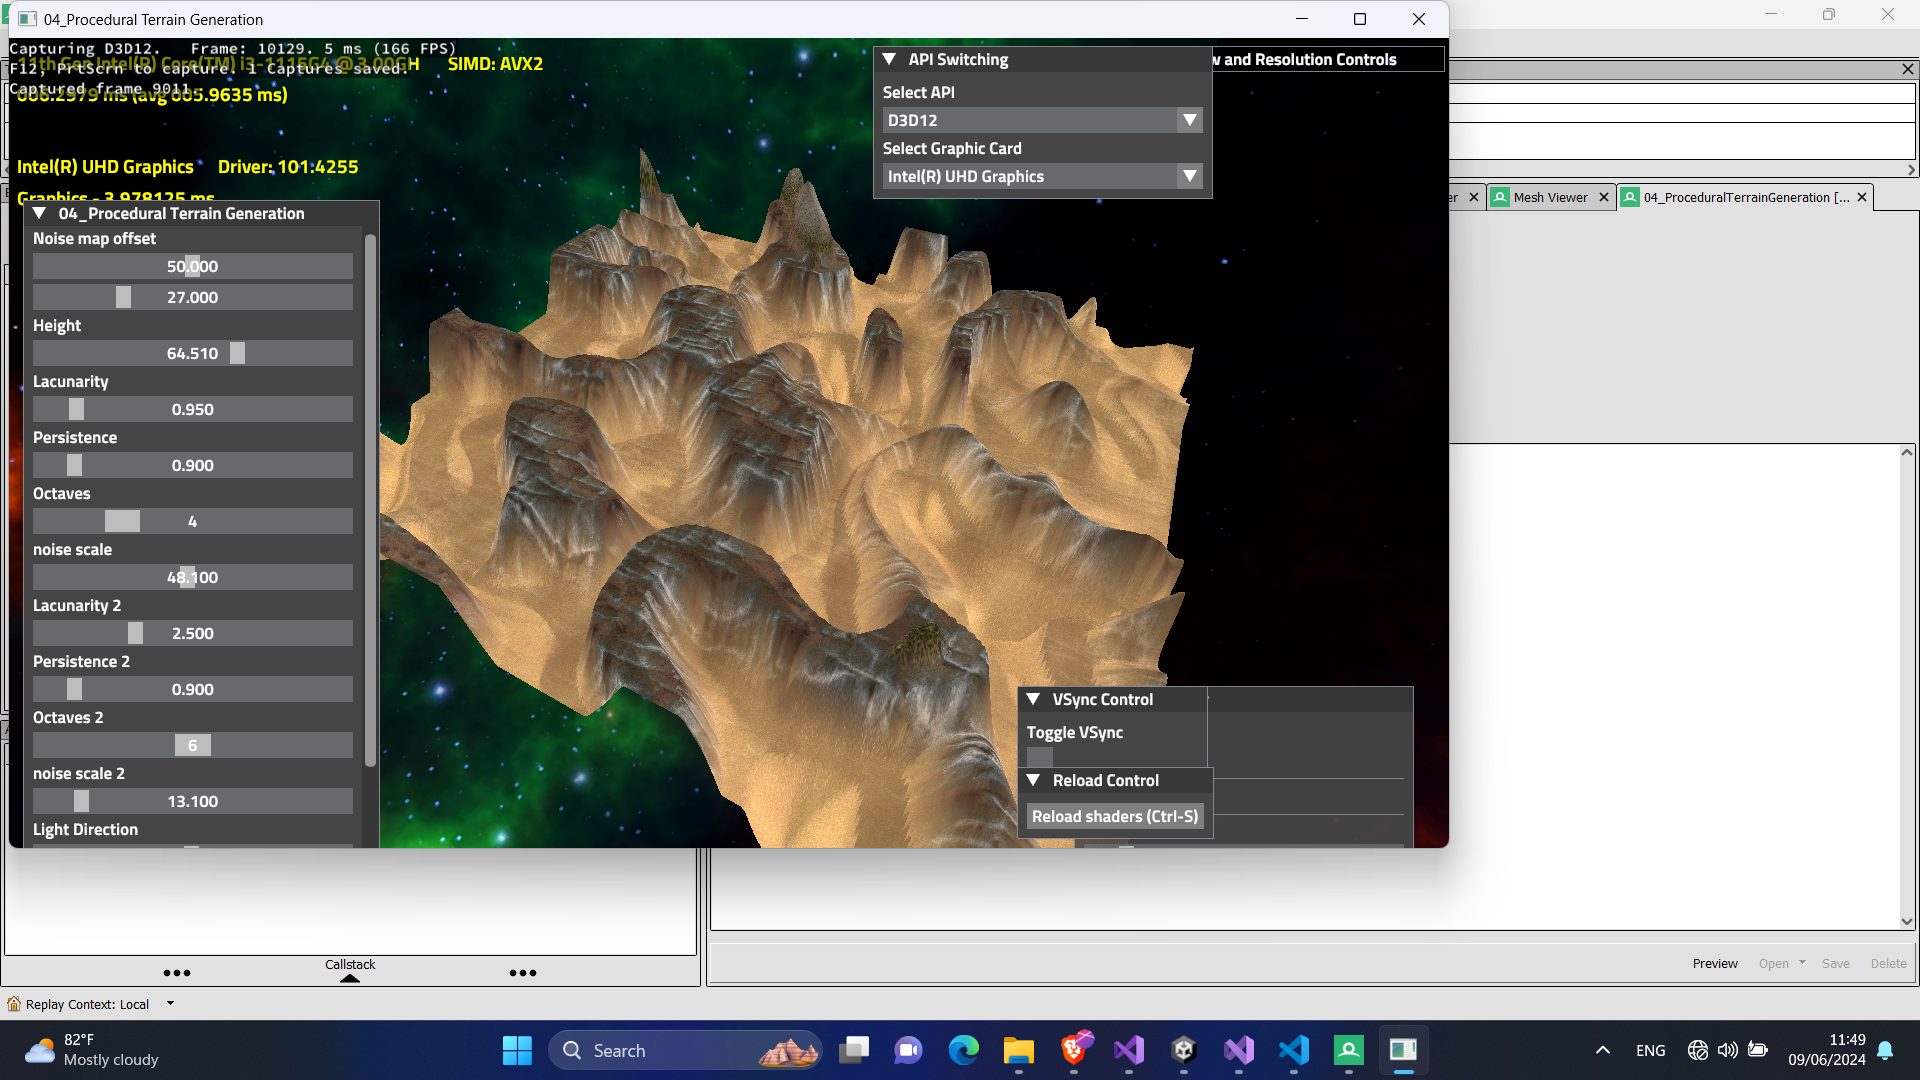 04_Procedural Terrain Generation
Capturing D3D12. Frame: 10129. 5 ms (166 FPS)
11th Gen Intel(R) Core(TM) i3-1115G4 @ 3.00GH SIMD: AVX2
F12, PrtScrn to capture. 1 Captures saved.
Captured frame 9011.
006.2979 ms (avg 005.9635 ms)
Intel(R) UHD Graphics Driver: 101.4255
Graphics - 3.978125 ms
04_Procedural Terrain Generation
Noise map offset
50.000
27.000
Height
64.510
Lacunarity
0.950
Persistence
0.900
Octaves
4
noise scale
48.100
Lacunarity 2
2.500
Persistence 2
0.900
Octaves 2
6
noise scale 2
13.100
Light Direction
API Switching
Select API
D3D12
Select Graphic Card
Intel(R) UHD Graphics
and Resolution Controls
VSync Control
Toggle VSync
Reload Control
Reload shaders (Ctrl-S)
Mesh Viewer
04_ProceduralTerrainGeneration [...
Callstack
Preview Open Save Delete
Replay Context: Local
82°F
Mostly cloudy
Search
ENG
11:49
09/06/2024